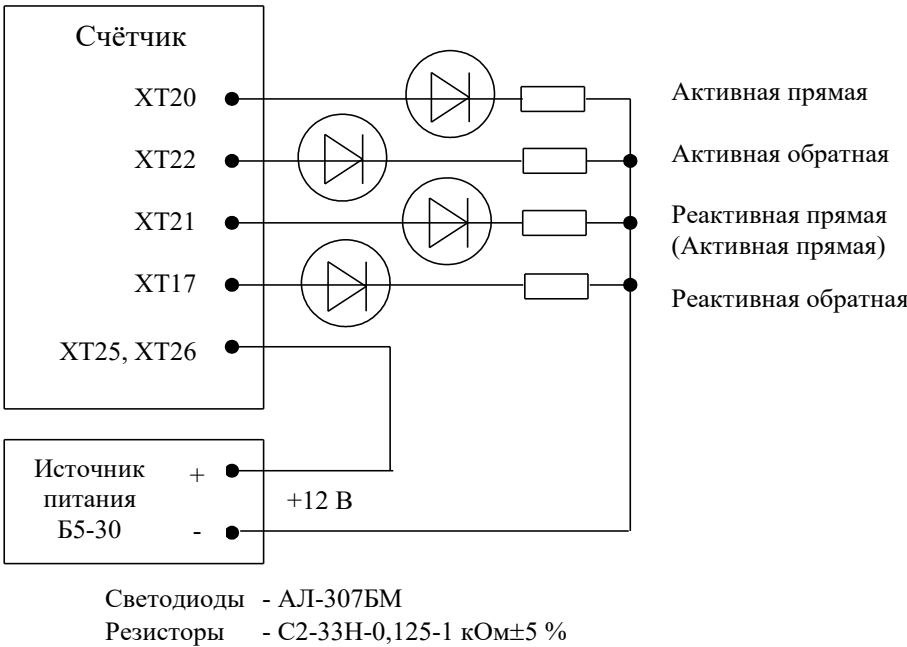 Счётчик
XT20
Активная прямая
XT22
Активная обратная
XT21
Реактивная прямая
(Активная прямая)
XT17
Реактивная обратная
XT25, XT26
Источник
питания
Б5-30
+
-
+12 В
Светодиоды - АЛ-307БМ
Резисторы - С2-33Н-0,125-1 кОм±5 %